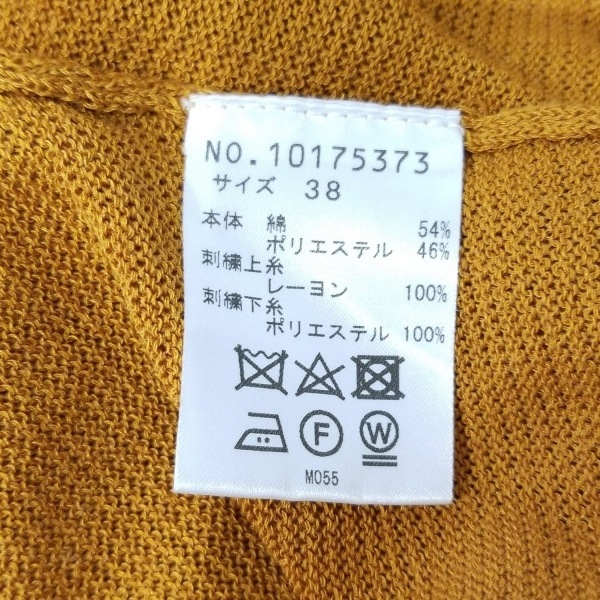 NO.10175373
サイズ 38
本体 綿 54%
ポリエステル 46%
刺繍上糸
レーヨン 100%
刺繍下糸
ポリエステル 100%
F W
M055